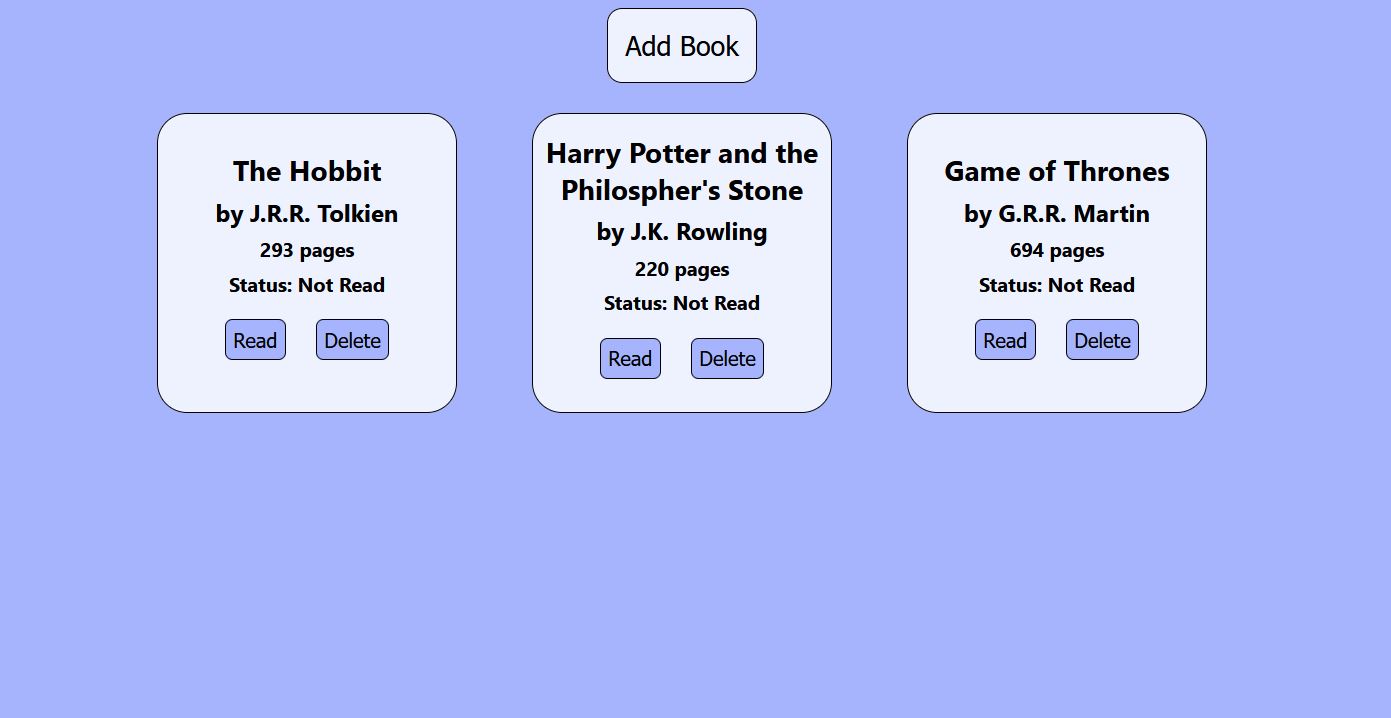 Add Book
The Hobbit
by J.R.R. Tolkien
293 pages
Status: Not Read
Read Delete
Harry Potter and the
Philospher's Stone
by J.K. Rowling
220 pages
Status: Not Read
Read Delete
Game of Thrones
by G.R.R. Martin
694 pages
Status: Not Read
Read Delete